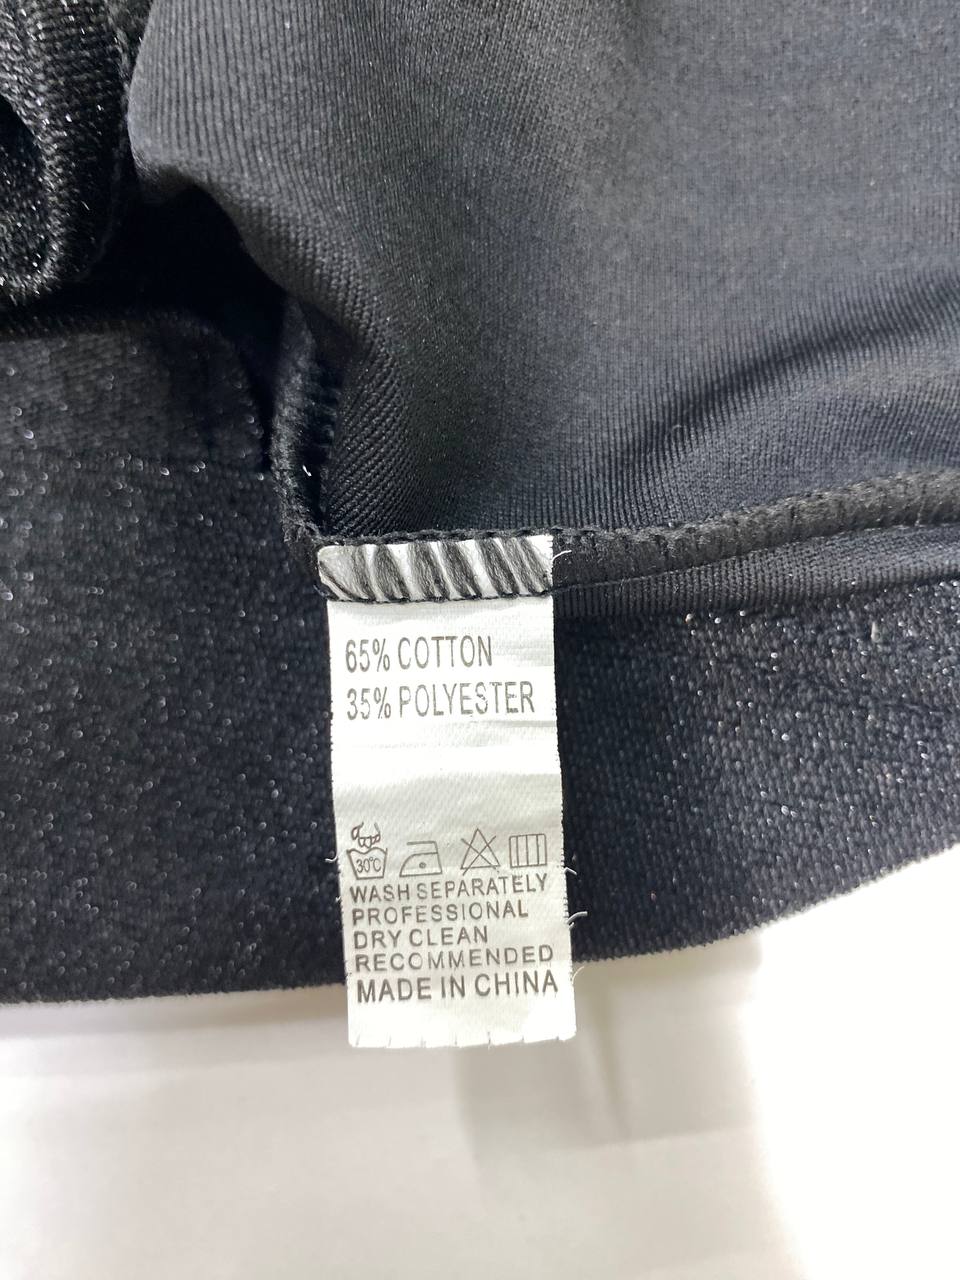 65% COTTON
35% POLYESTER
30°C
WASH SEPARATELY
PROFESSIONAL
DRY CLEAN
RECOMMENDED
MADE IN CHINA